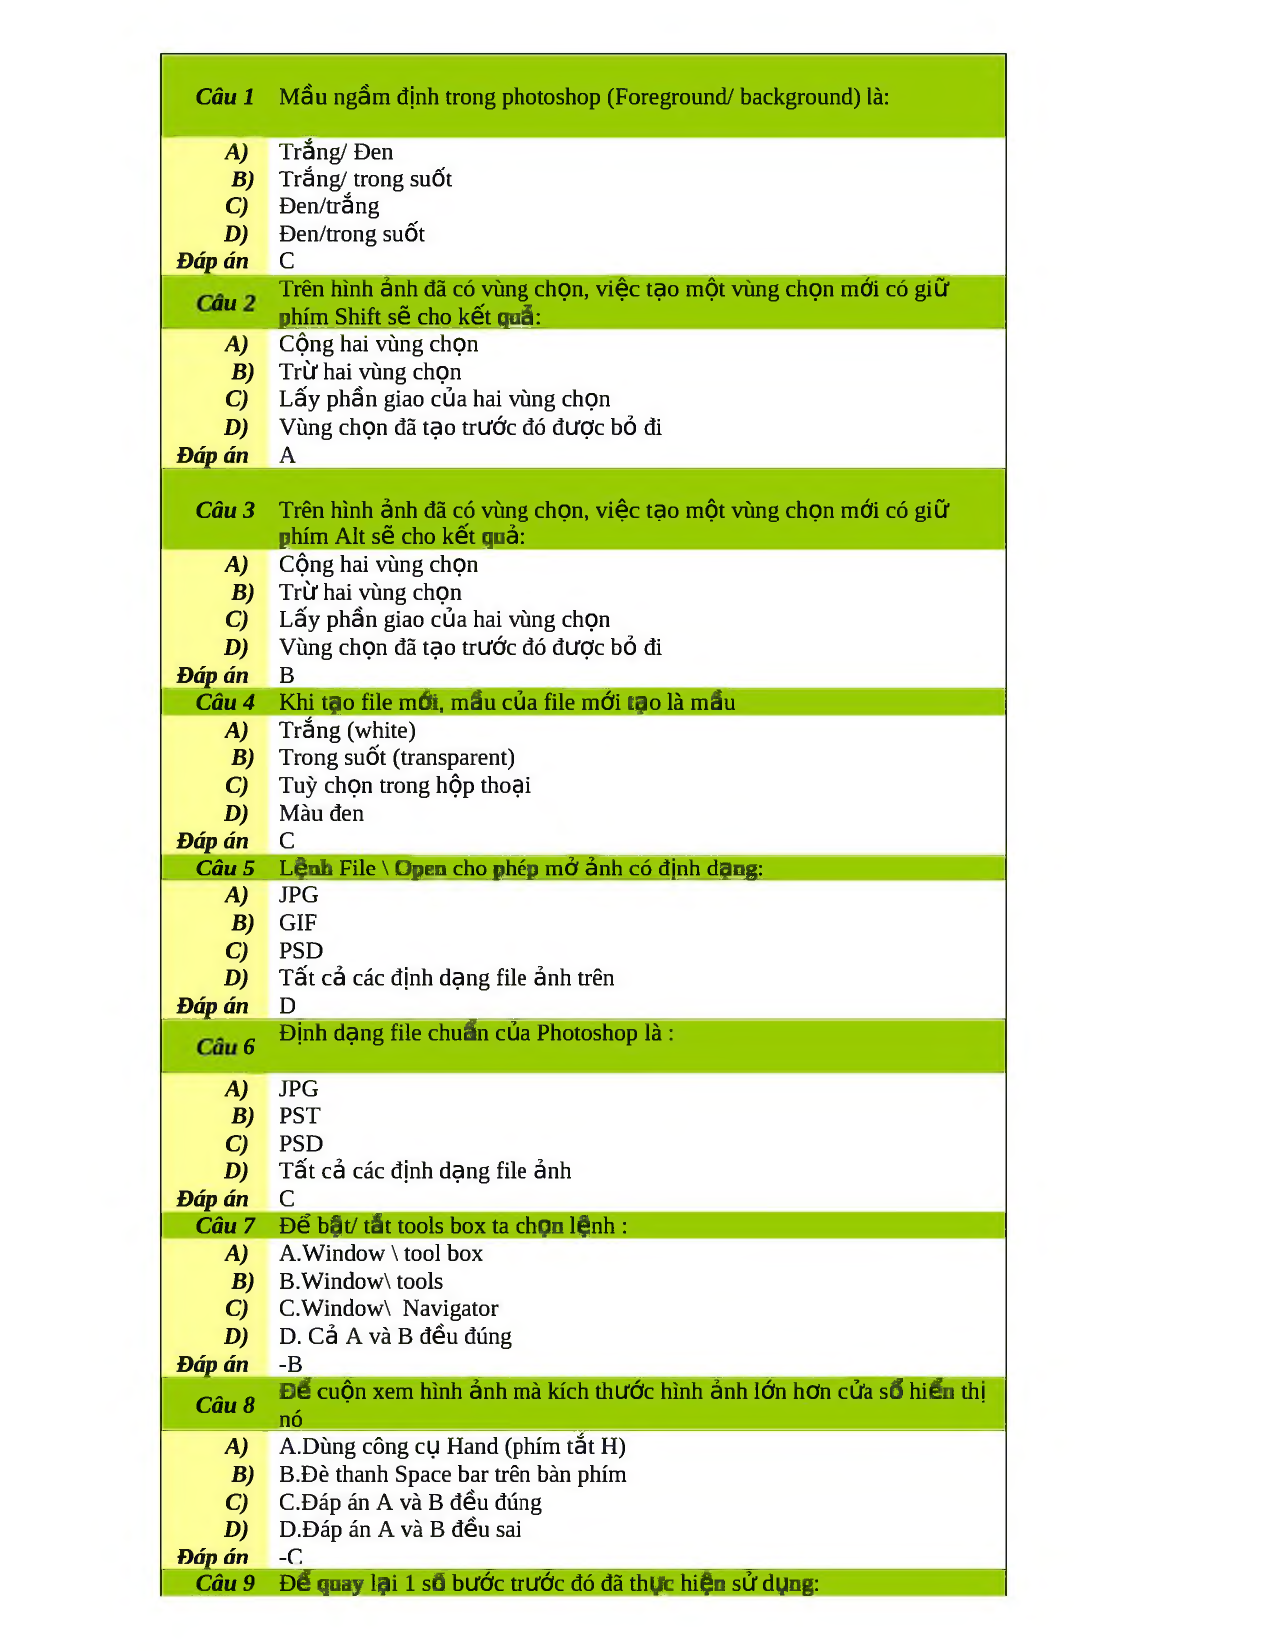 Câu 1 Mầu ngầm định trong photoshop (Foreground/ background) là:
A) Trắng/ Đen
B) Trắng/ trong suốt
C) Đen/trắng
D) Đen/trong suốt
Đáp án C
Câu 2 Trên hình ảnh đã có vùng chọn, việc tạo một vùng chọn mới có giữ
phím Shift sẽ cho kết quả:
A) Cộng hai vùng chọn
B) Trừ hai vùng chọn
C) Lấy phần giao của hai vùng chọn
D) Vùng chọn đã tạo trước đó được bỏ đi
Đáp án A
Câu 3 Trên hình ảnh đã có vùng chọn, việc tạo một vùng chọn mới có giữ
phím Alt sẽ cho kết quả:
A) Cộng hai vùng chọn
B) Trừ hai vùng chọn
C) Lấy phần giao của hai vùng chọn
D) Vùng chọn đã tạo trước đó được bỏ đi
Đáp án B
Câu 4 Khi tạo file mới, mầu của file mới tạo là mầu
A) Trắng (white)
B) Trong suốt (transparent)
C) Tuỳ chọn trong hộp thoại
D) Màu đen
Đáp án C
Câu 5 Lệnh File \ Open cho phép mở ảnh có định dạng:
A) JPG
B) GIF
C) PSD
D) Tất cả các định dạng file ảnh trên
Đáp án D
Câu 6 Định dạng file chuẩn của Photoshop là :
A) JPG
B) PST
C) PSD
D) Tất cả các định dạng file ảnh
Đáp án C
Câu 7 Để bật/ tắt tools box ta chọn lệnh :
A) A.Window \ tool box
B) B.Window\ tools
C) C.Window\ Navigator
D) D. Cả A và B đều đúng
Đáp án -B
Câu 8 Để cuộn xem hình ảnh mà kích thước hình ảnh lớn hơn cửa sổ hiển thị
nó
A) A.Dùng công cụ Hand (phím tắt H)
B) B.Đè thanh Space bar trên bàn phím
C) C.Đáp án A và B đều đúng
D) D.Đáp án A và B đều sai
Đáp án -C
Câu 9 Để quay lại 1 số bước trước đó đã thực hiện sử dụng: